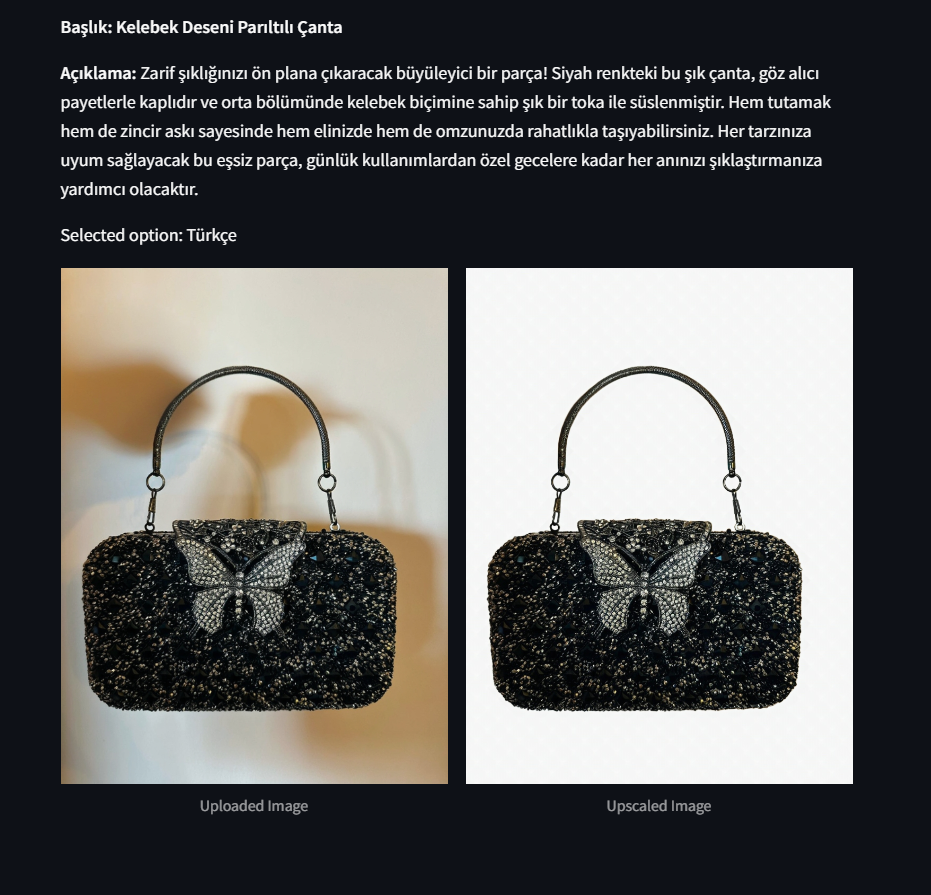 Başlık: Kelebek Deseni Parıltılı Çanta
Açıklama: Zarif şıklığınızı ön plana çıkaracak büyüleyici bir parça! Siyah renkteki bu şık çanta, göz alıcı
payetlerle kaplıdır ve orta bölümünde kelebek biçimine sahip şık bir toka ile süslenmiştir. Hem tutamak
hem de zincir askı sayesinde hem elinizde hem de omzunuzda rahatlıkla taşıyabilirsiniz. Her tarzınıza
uyum sağlayacak bu eşsiz parça, günlük kullanımlardan özel gecelere kadar her anınızı şıklaştırmanıza
yardımcı olacaktır.
Selected option: Türkçe
Uploaded Image
Upscaled Image